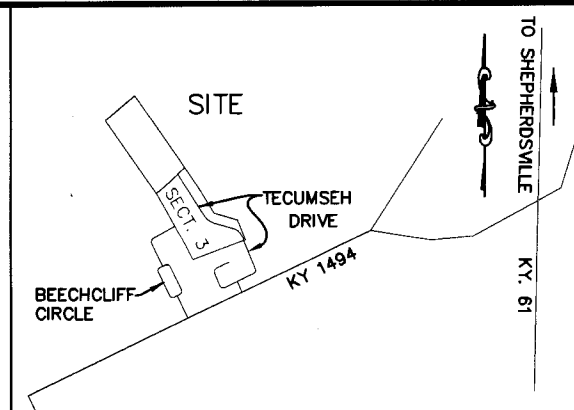 SITE
TO SHEPHERDSVILLE
KY. 61
SECT. 3
TECUMSEH
DRIVE
KY 1494
BEECHCLIFF
CIRCLE